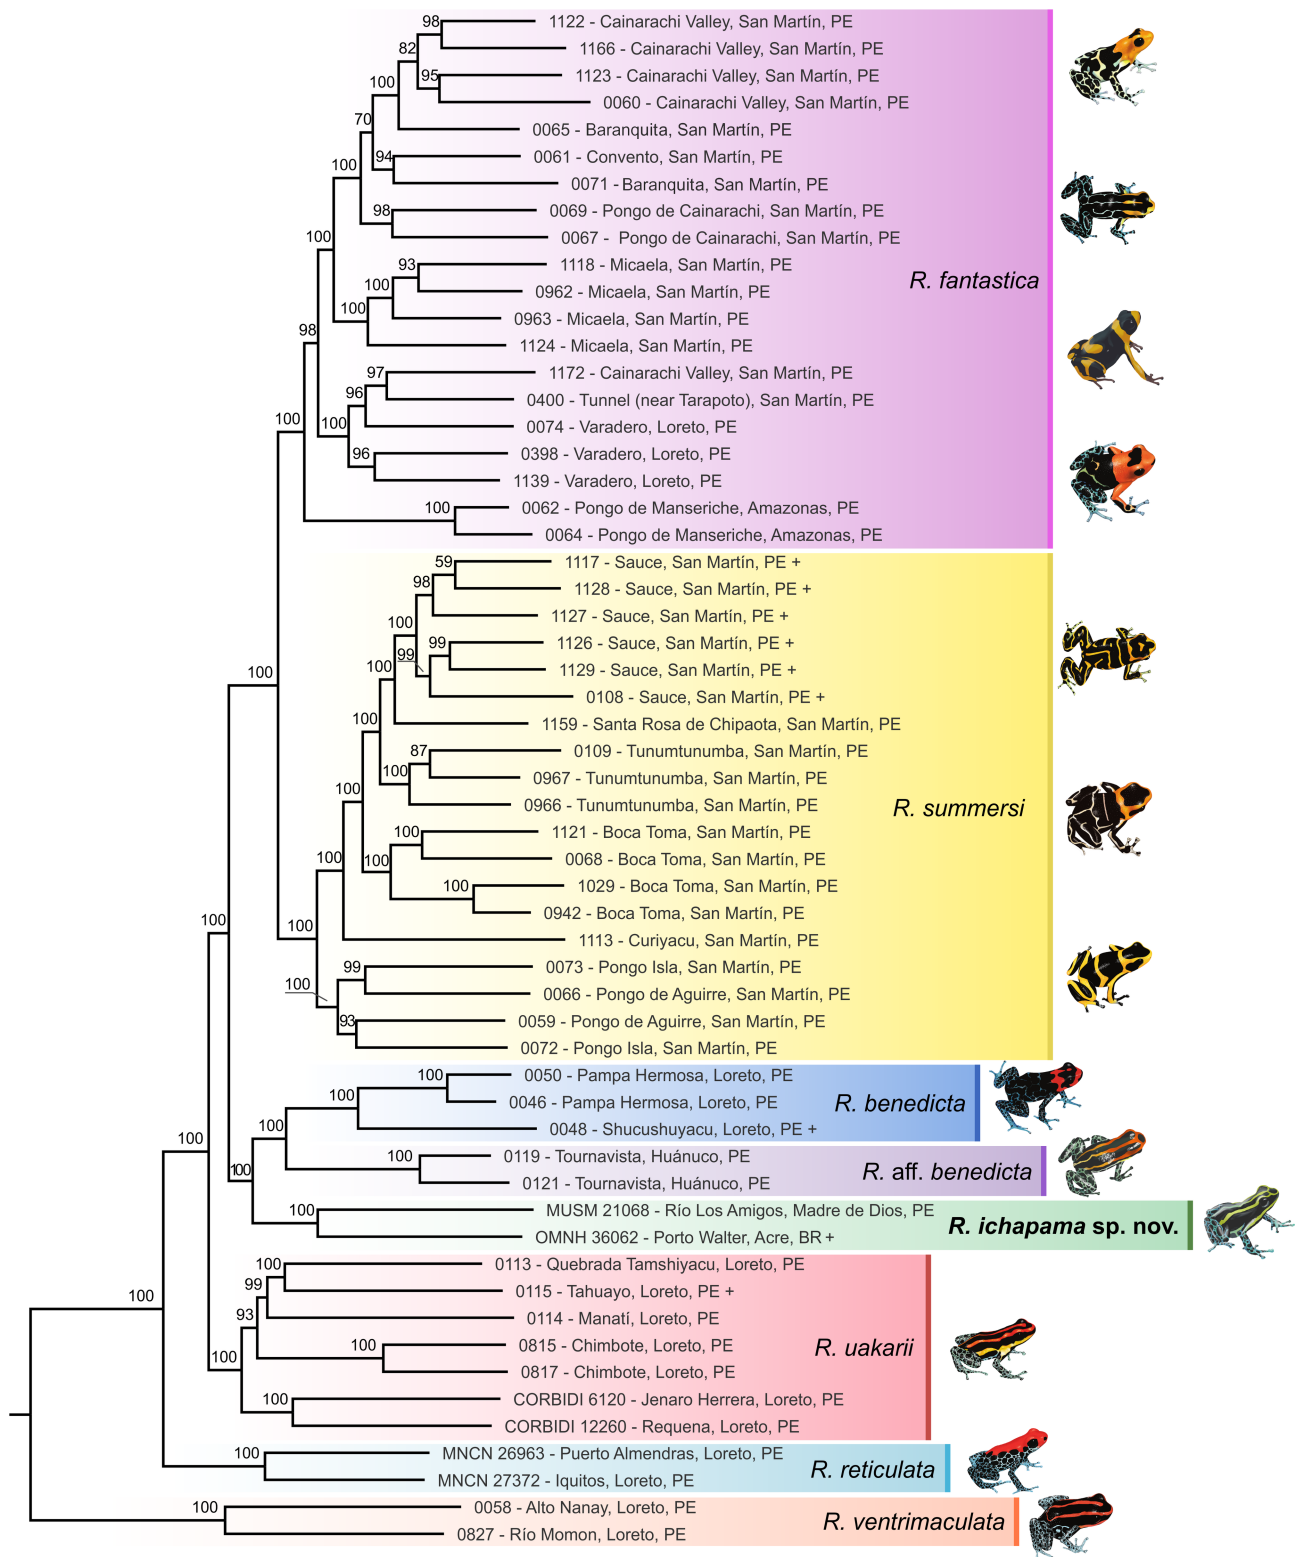 98
1122 - Cainarachi Valley, San Martín, PE
82
1166 - Cainarachi Valley, San Martín, PE
95
1123 - Cainarachi Valley, San Martín, PE
100
0060 - Cainarachi Valley, San Martín, PE
70
0065 - Baranquita, San Martín, PE
94
0061 - Convento, San Martín, PE
100
0071 - Baranquita, San Martín, PE
98
0069 - Pongo de Cainarachi, San Martín, PE
100
0067 - Pongo de Cainarachi, San Martín, PE
93
1118 - Micaela, San Martín, PE
R. fantastica
100
0962 - Micaela, San Martín, PE
100
0963 - Micaela, San Martín, PE
98
1124 - Micaela, San Martín, PE
97
1172 - Cainarachi Valley, San Martín, PE
96
0400 - Tunnel (near Tarapoto), San Martín, PE
100
100
0074 - Varadero, Loreto, PE
96
0398 - Varadero, Loreto, PE
1139 - Varadero, Loreto, PE
100
0062 - Pongo de Manseriche, Amazonas, PE
0064 - Pongo de Manseriche, Amazonas, PE
59
1117 - Sauce, San Martín, PE +
98
1128 - Sauce, San Martín, PE +
100
1127 - Sauce, San Martín, PE +
99
1126 - Sauce, San Martín, PE +
99
100
100
1129 - Sauce, San Martín, PE +
0108 - Sauce, San Martín, PE +
100
1159 - Santa Rosa de Chipaota, San Martín, PE
87
0109 - Tunumtunumba, San Martín, PE
100
0967 - Tunumtunumba, San Martín, PE
100
0966 - Tunumtunumba, San Martín, PE
R. summersi
100
1121 - Boca Toma, San Martín, PE
100
100
0068 - Boca Toma, San Martín, PE
100
1029 - Boca Toma, San Martín, PE
0942 - Boca Toma, San Martín, PE
100
100
1113 - Curiyacu, San Martín, PE
99
0073 - Pongo Isla, San Martín, PE
100
0066 - Pongo de Aguirre, San Martín, PE
93
0059 - Pongo de Aguirre, San Martín, PE
0072 - Pongo Isla, San Martín, PE
100
0050 - Pampa Hermosa, Loreto, PE
100
0046 - Pampa Hermosa, Loreto, PE
R. benedicta
100
0048 - Shucushuyacu, Loreto, PE +
100
100
0119 - Tournavista, Huánuco, PE
100
0121 - Tournavista, Huánuco, PE
R. aff. benedicta
100
MUSM 21068 - Río Los Amigos, Madre de Dios, PE
OMNH 36062 - Porto Walter, Acre, BR +
R. ichapama sp. nov.
100
0113 - Quebrada Tamshiyacu, Loreto, PE
99
0115 - Tahuayo, Loreto, PE +
100
93
0114 - Manatí, Loreto, PE
100
0815 - Chimbote, Loreto, PE
R. uakarii
100
0817 - Chimbote, Loreto, PE
100
CORBIDI 6120 - Jenaro Herrera, Loreto, PE
CORBIDI 12260 - Requena, Loreto, PE
100
MNCN 26963 - Puerto Almendras, Loreto, PE
MNCN 27372 - Iquitos, Loreto, PE
R. reticulata
100
0058 - Alto Nanay, Loreto, PE
0827 - Río Momon, Loreto, PE
R. ventrimaculata